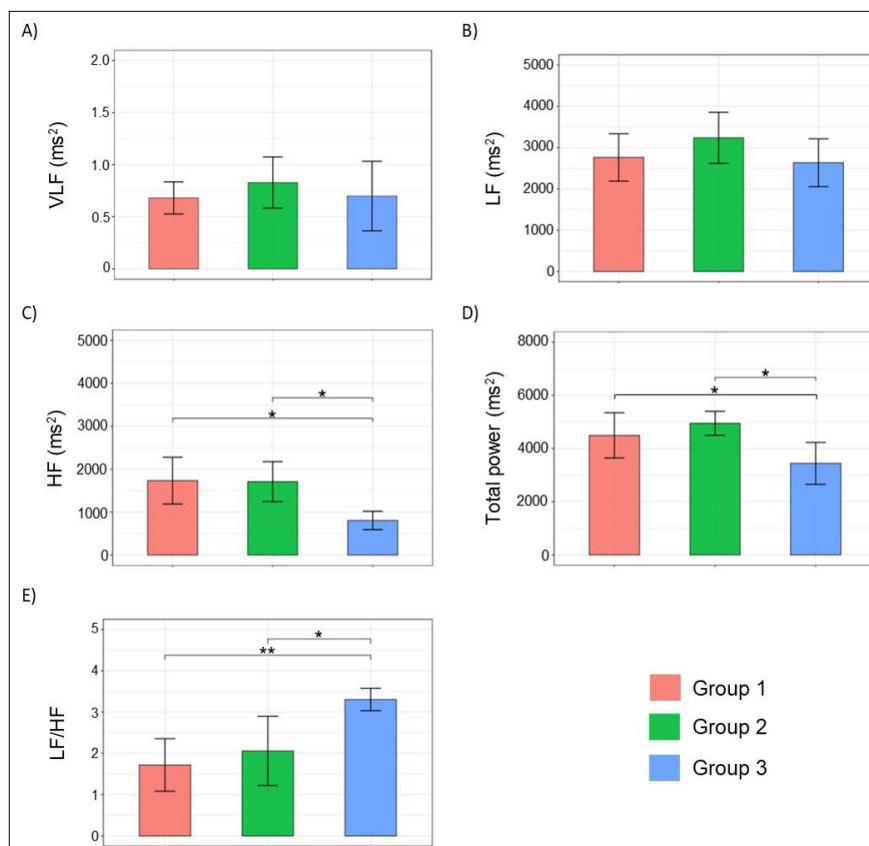 A)
VLF (ms²)
2.0
1.5
1.0
0.5
0
B)
LF (ms²)
5000
4000
3000
2000
1000
0
C)
HF (ms²)
5000
4000
3000
2000
1000
0
*
*
D)
Total power (ms²)
8000
6000
4000
2000
0
*
*
E)
LF/HF
5
4
3
2
1
0
*
**
Group 1
Group 2
Group 3